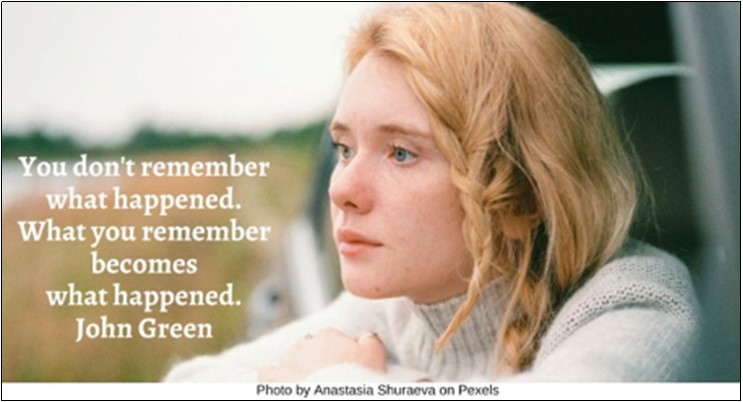 You don't remember
what happened.
What you remember
becomes
what happened.
John Green
Photo by Anastasia Shuraeva on Pexels